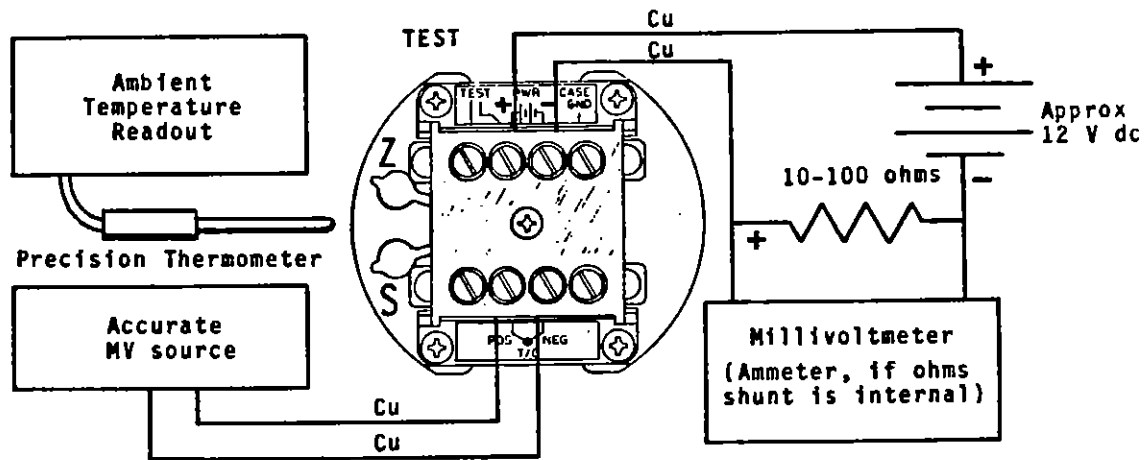 Cu
TEST
Cu
Ambient
Temperature
Readout
TEST
+
PWR
-
CASE
GND
+
Approx
12 V dc
-
Z
10-100 ohms
+
Precision Thermometer
S
Accurate
MV source
POS
NEG
T/C
Millivoltmeter
(Ammeter, if ohms
shunt is internal)
Cu
Cu